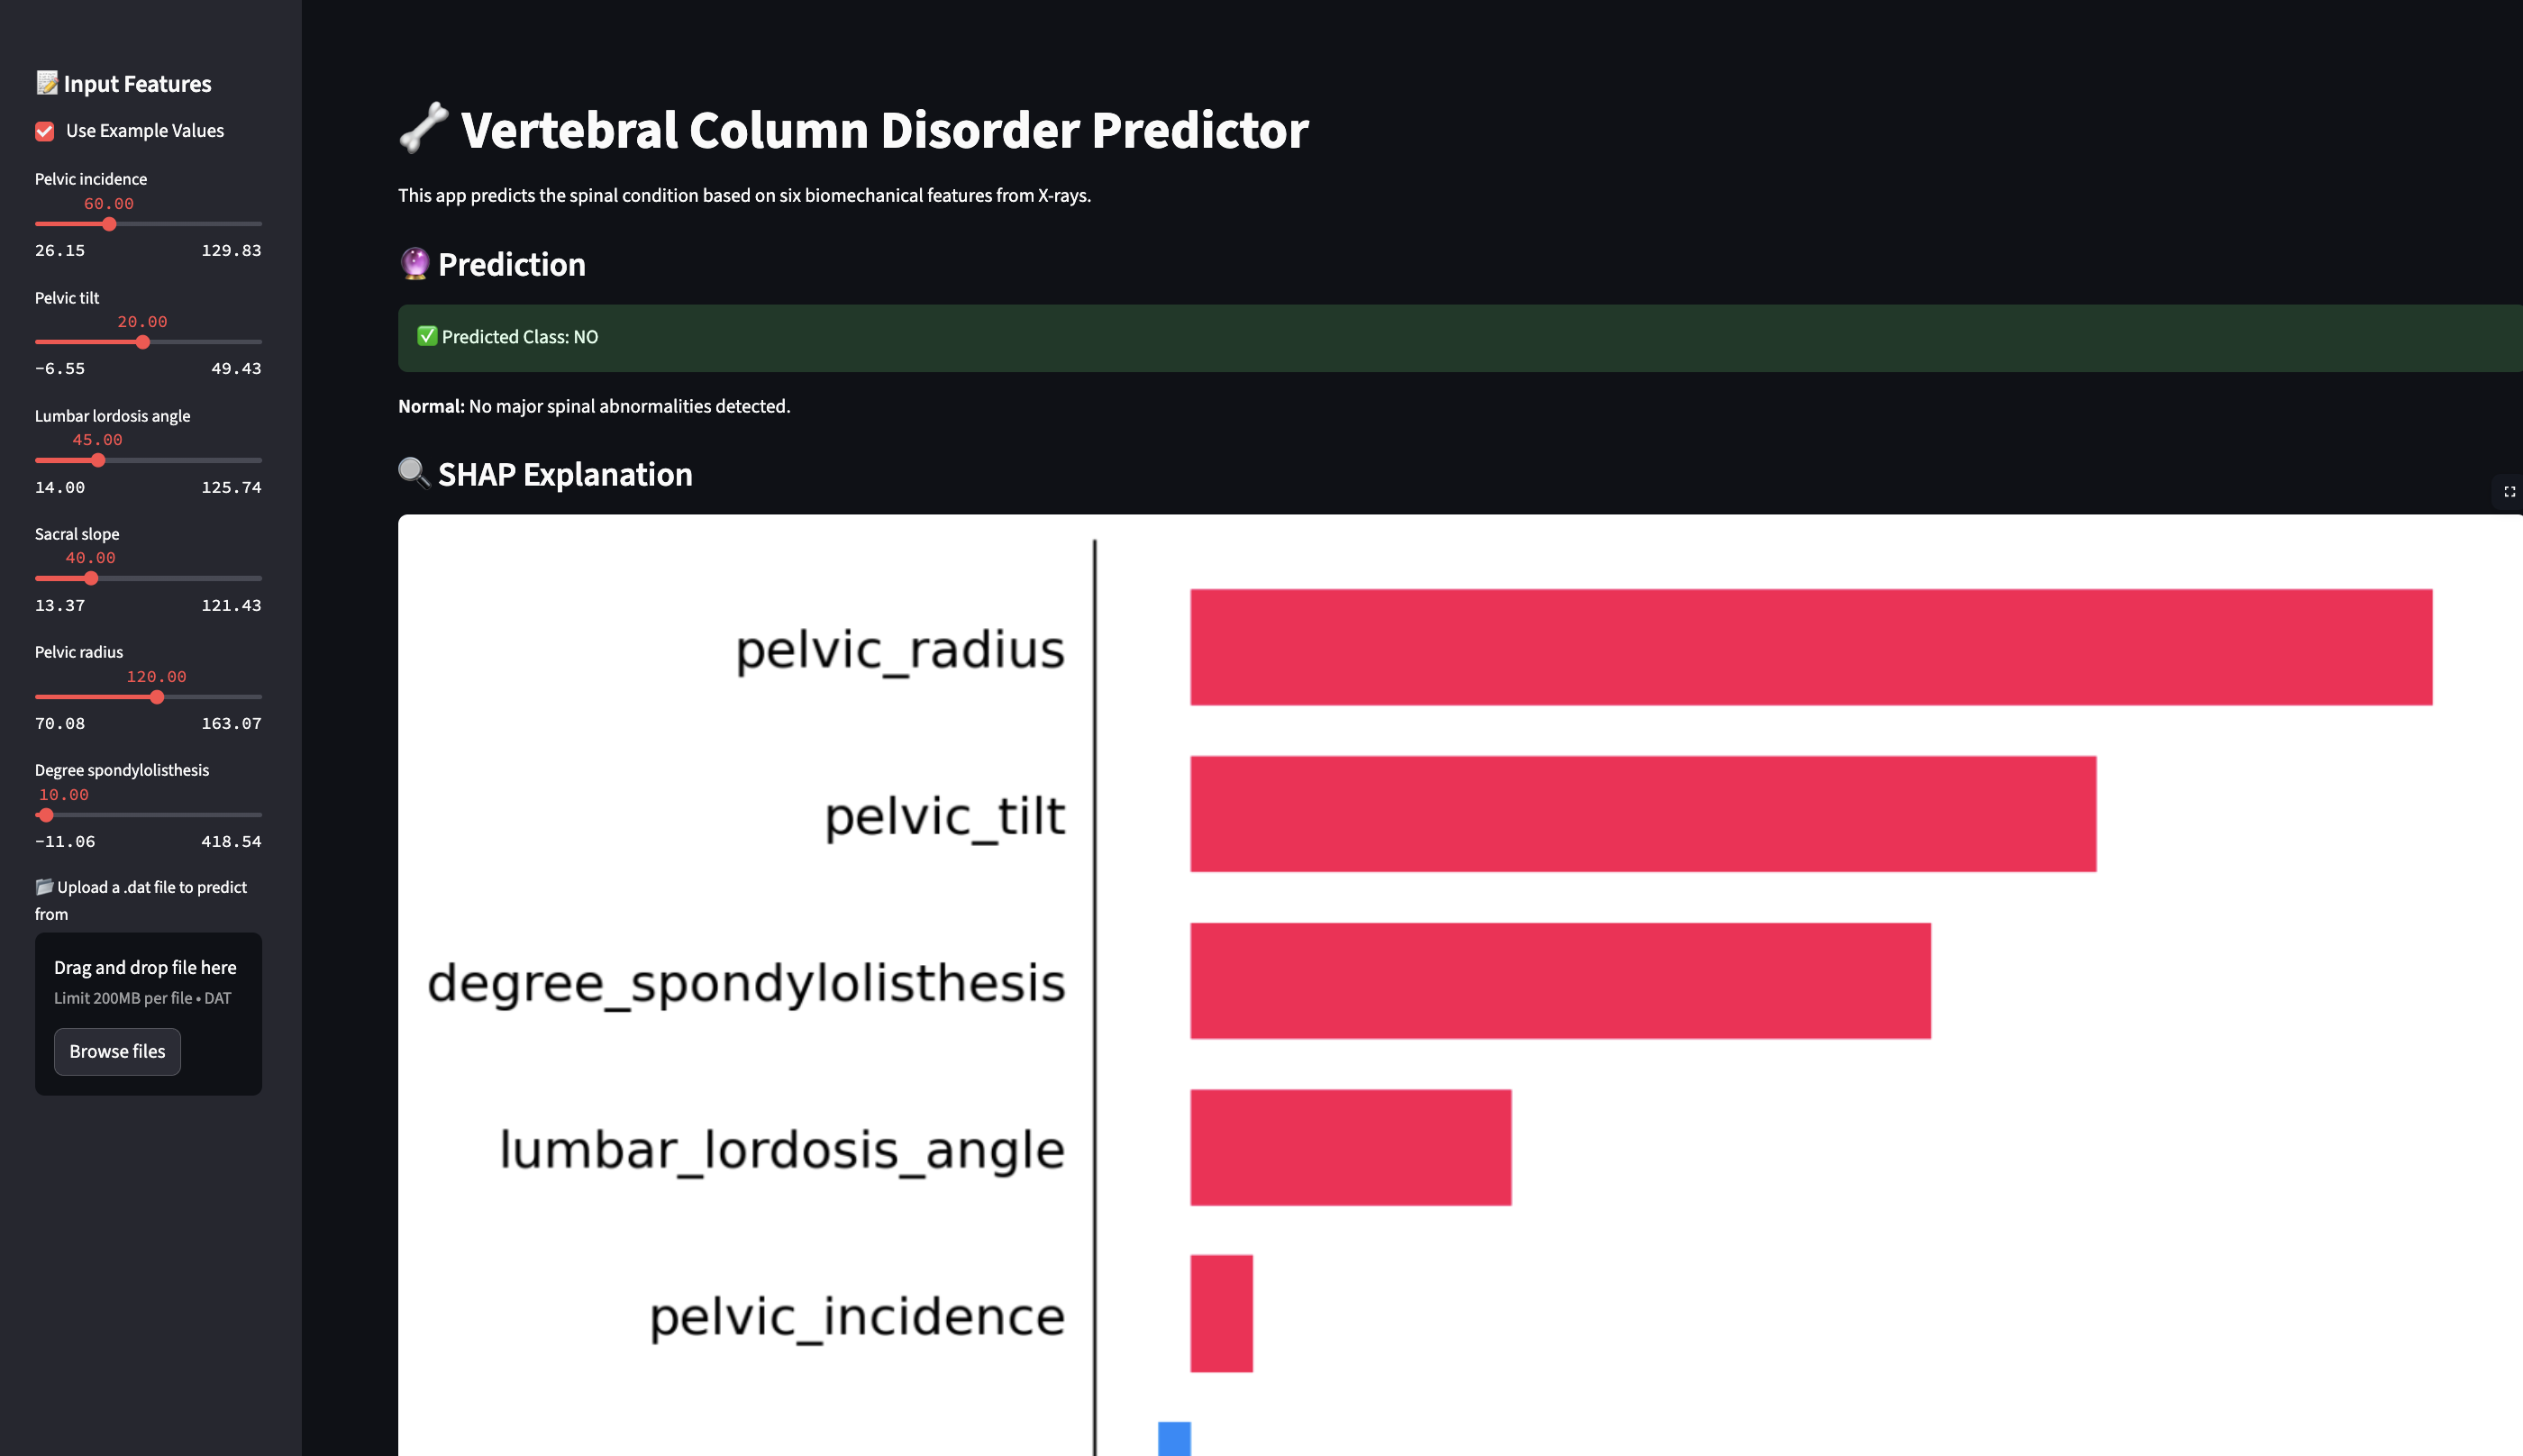 📝 Input Features
Use Example Values
Pelvic incidence
60.00
26.15 129.83
Pelvic tilt
20.00
−6.55 49.43
Lumbar lordosis angle
45.00
14.00 125.74
Sacral slope
40.00
13.37 121.43
Pelvic radius
120.00
70.08 163.07
Degree spondylolisthesis
10.00
−11.06 418.54
📂 Upload a .dat file to predict
from
Drag and drop file here
Limit 200MB per file • DAT
Browse files
🦴 Vertebral Column Disorder Predictor
This app predicts the spinal condition based on six biomechanical features from X-rays.
🔮 Prediction
✅ Predicted Class: NO
Normal: No major spinal abnormalities detected.
🔍 SHAP Explanation
pelvic_radius
pelvic_tilt
degree_spondylolisthesis
lumbar_lordosis_angle
pelvic_incidence